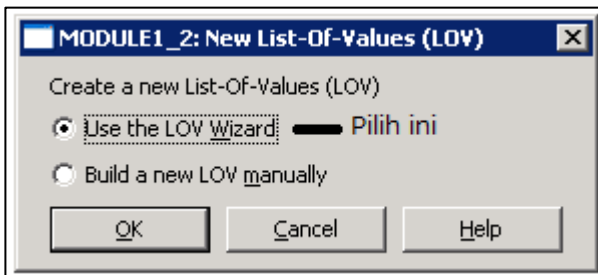 MODULE1_2: New List-Of-Values (LOV)
Create a new List-Of-Values (LOV)
Use the LOV Wizard Pilih ini
Build a new LOV manually
OK Cancel Help